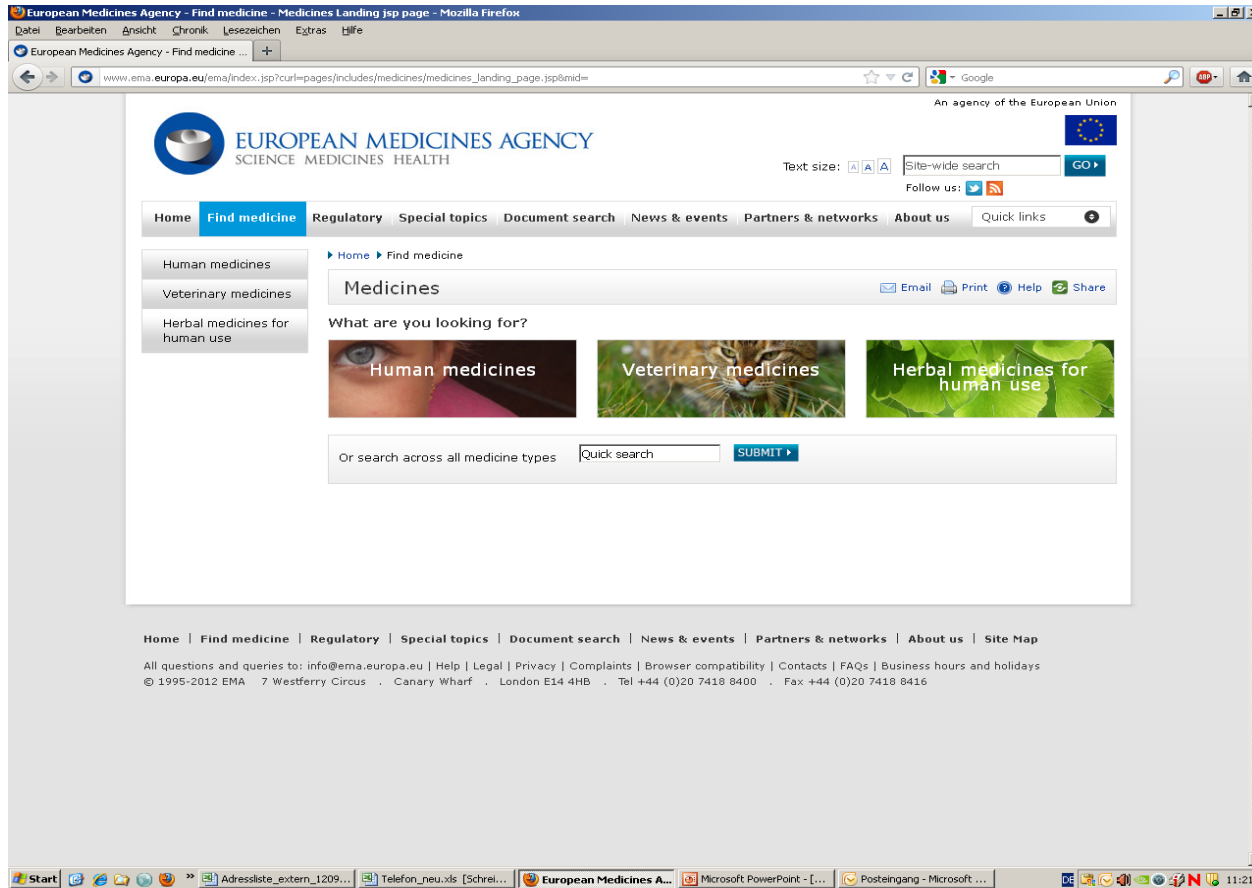 European Medicines Agency - Find medicine - Medicines Landing jsp page - Mozilla Firefox
Datei Bearbeiten Ansicht Chronik Lesezeichen Extras Hilfe
European Medicines Agency - Find medicine ... +
www.ema.europa.eu/ema/index.jsp?curl=pages/includes/medicines/medicines_landing_page.jsp&mid= Google ABP
An agency of the European Union
EUROPEAN MEDICINES AGENCY
SCIENCE MEDICINES HEALTH
Text size: A A A Site-wide search GO
Follow us:
Home Find medicine Regulatory Special topics Document search News & events Partners & networks About us Quick links
Human medicines
Veterinary medicines
Herbal medicines for
human use
Home Find medicine
Medicines Email Print Help Share
What are you looking for?
Human medicines
Veterinary medicines
Herbal medicines for
human use
Or search across all medicine types Quick search SUBMIT
Home | Find medicine | Regulatory | Special topics | Document search | News & events | Partners & networks | About us | Site Map
All questions and queries to: info@ema.europa.eu | Help | Legal | Privacy | Complaints | Browser compatibility | Contacts | FAQs | Business hours and holidays
© 1995-2012 EMA 7 Westferry Circus . Canary Wharf . London E14 4HB . Tel +44 (0)20 7418 8400 . Fax +44 (0)20 7418 8416
Start » Adressliste_extern_1209... Telefon_neu.xls [Schrei... European Medicines A... Microsoft PowerPoint - [... Posteingang - Microsoft ... DE N